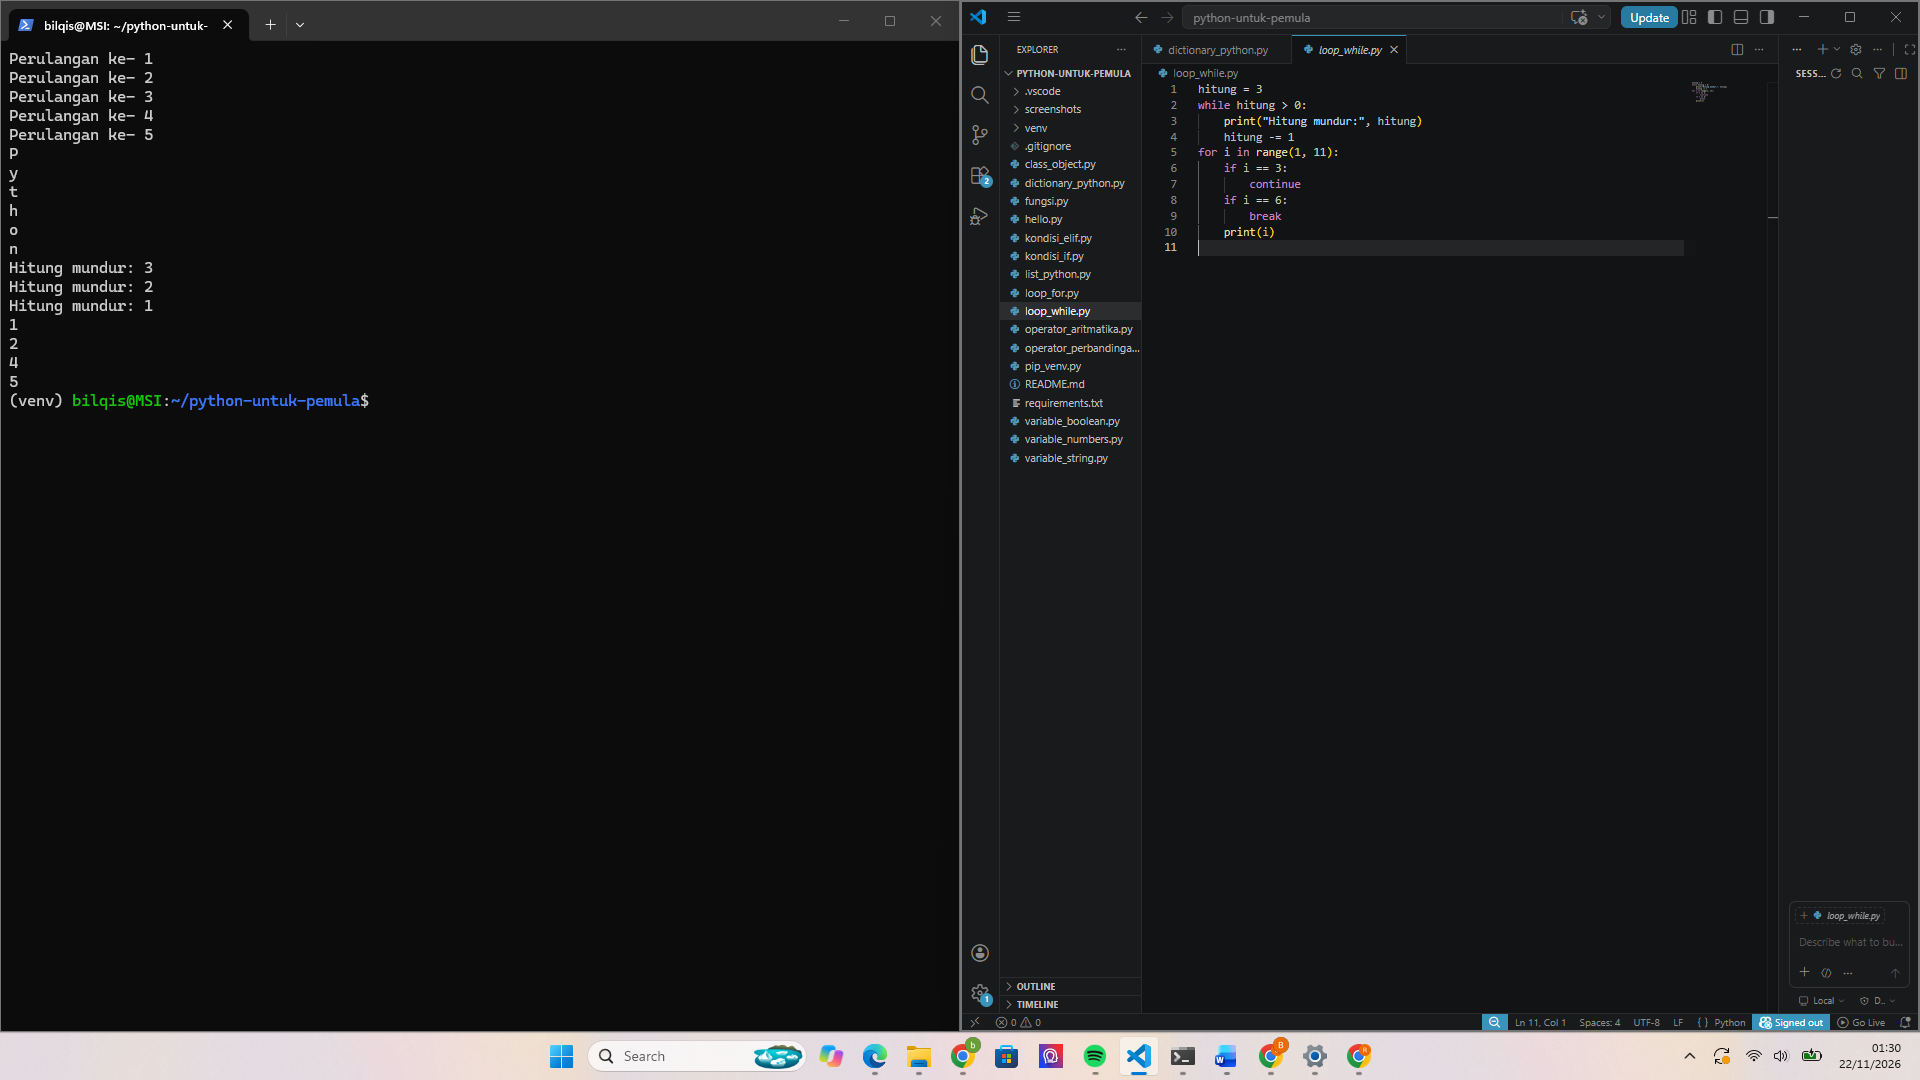 bilqis@MSI: ~/python-untuk-
Perulangan ke- 1
Perulangan ke- 2
Perulangan ke- 3
Perulangan ke- 4
Perulangan ke- 5
P
y
t
h
o
n
Hitung mundur: 3
Hitung mundur: 2
Hitung mundur: 1
1
2
4
5
(venv) bilqis@MSI:~/python-untuk-pemula$
python-untuk-pemula
Update
EXPLORER
PYTHON-UNTUK-PEMULA
.vscode
screenshots
venv
.gitignore
class_object.py
dictionary_python.py
fungsi.py
hello.py
kondisi_elif.py
kondisi_if.py
list_python.py
loop_for.py
loop_while.py
operator_aritmatika.py
operator_perbandinga...
pip_venv.py
README.md
requirements.txt
variable_boolean.py
variable_numbers.py
variable_string.py
OUTLINE
TIMELINE
2
1
dictionary_python.py
loop_while.py
loop_while.py
1 hitung = 3
2 while hitung > 0:
3 print("Hitung mundur:", hitung)
4 hitung -= 1
5 for i in range(1, 11):
6 if i == 3:
7 continue
8 if i == 6:
9 break
10 print(i)
11
SESS...
loop_while.py
Describe what to bu...
Local
D..
0 0
Ln 11, Col 1 Spaces: 4 UTF-8 LF { } Python Signed out Go Live
Search
b
B
01:30
22/11/2026